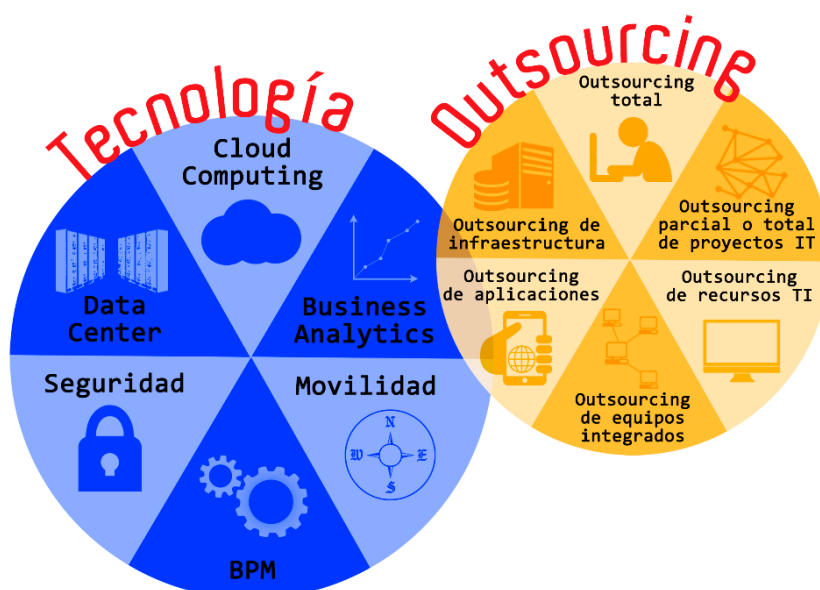 Tecnología
Cloud
Computing
Data
Center
Business
Analytics
Seguridad
Movilidad
N
W
E
S
BPM
Outsourcing
Outsourcing
total
Outsourcing de
infraestructura
Outsourcing
parcial o total
de proyectos IT
Outsourcing
de aplicaciones
Outsourcing
de recursos TI
Outsourcing
de equipos
integrados